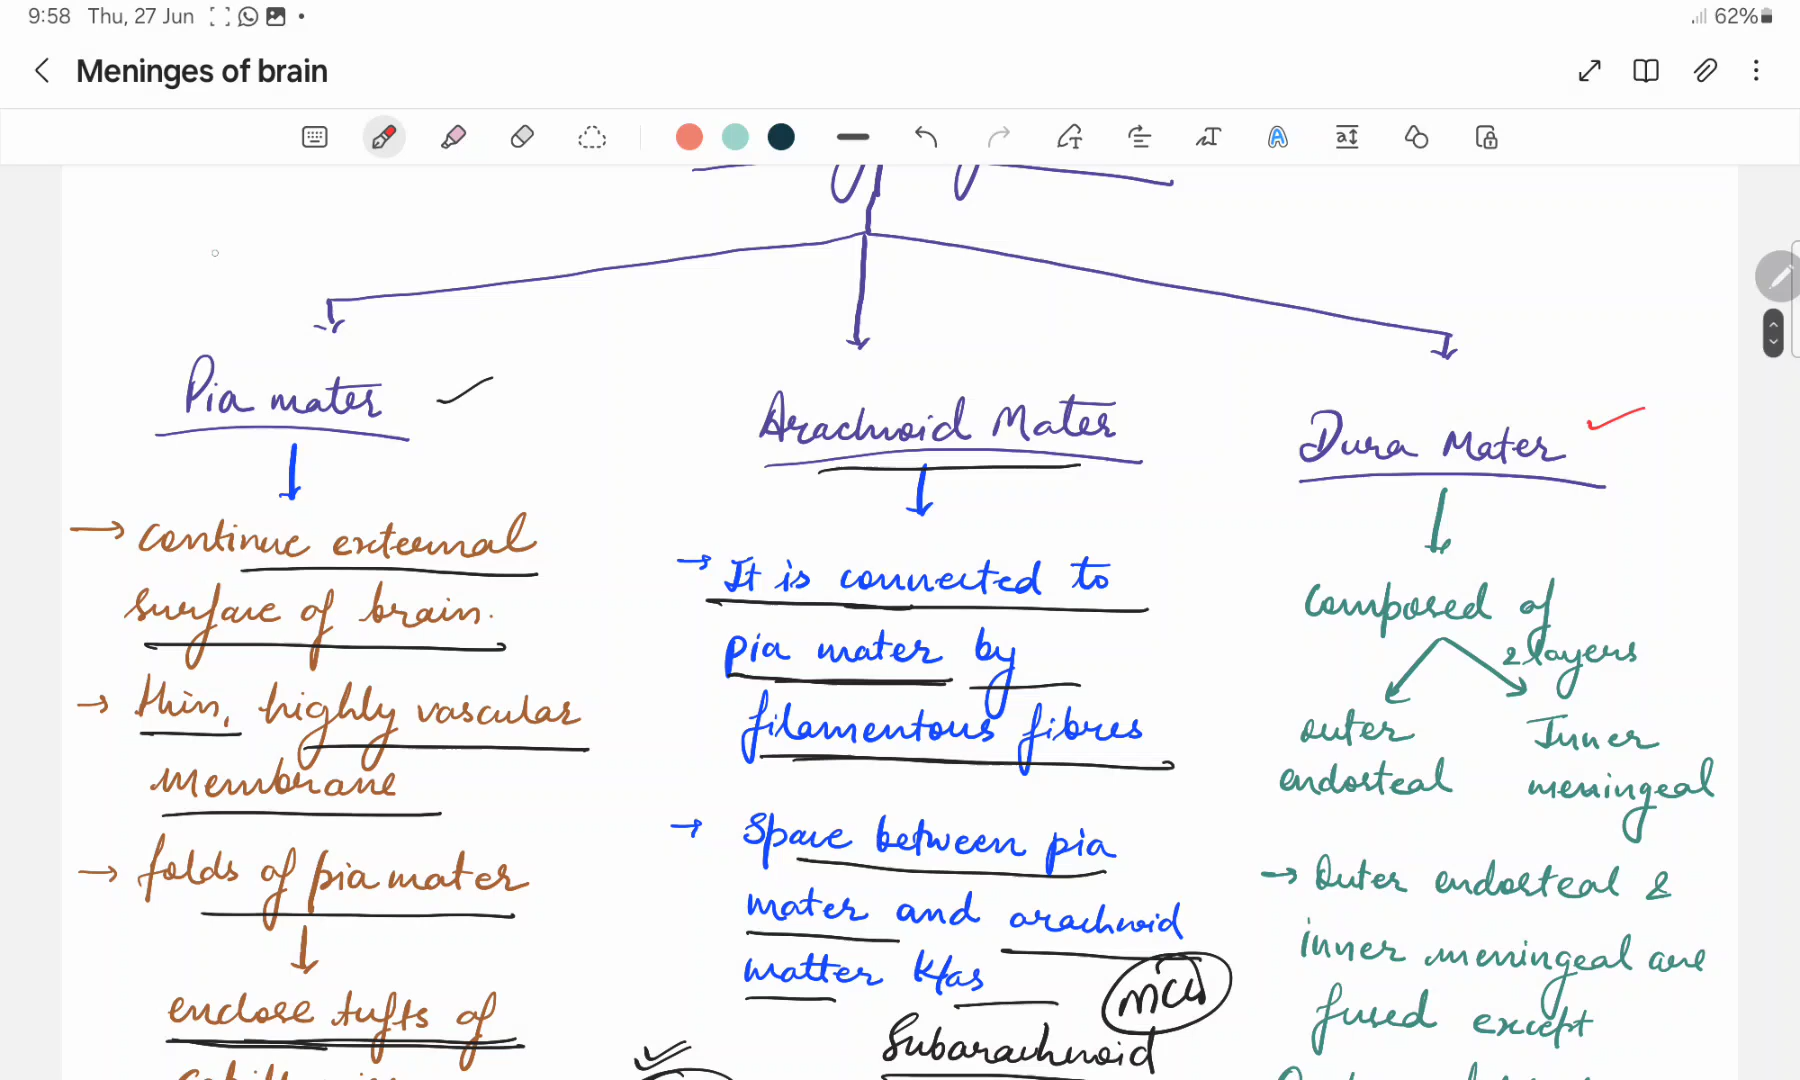 9:58 Thu, 27 Jun
62%
Meninges of brain
Pia mater
→ continue external
surface of brain.
→ thin, highly vascular
membrane
→ folds of pia mater
enclose tufts of
Arachnoid Mater
→ It is connected to
pia mater by
filamentous fibres
→ Space between pia
mater and arachnoid
matter k/as
MCQ
Subarachnoid
Dura Mater
composed of
2 layers
outer
endosteal
Inner
meningeal
→ Outer endosteal &
inner meningeal are
fused except